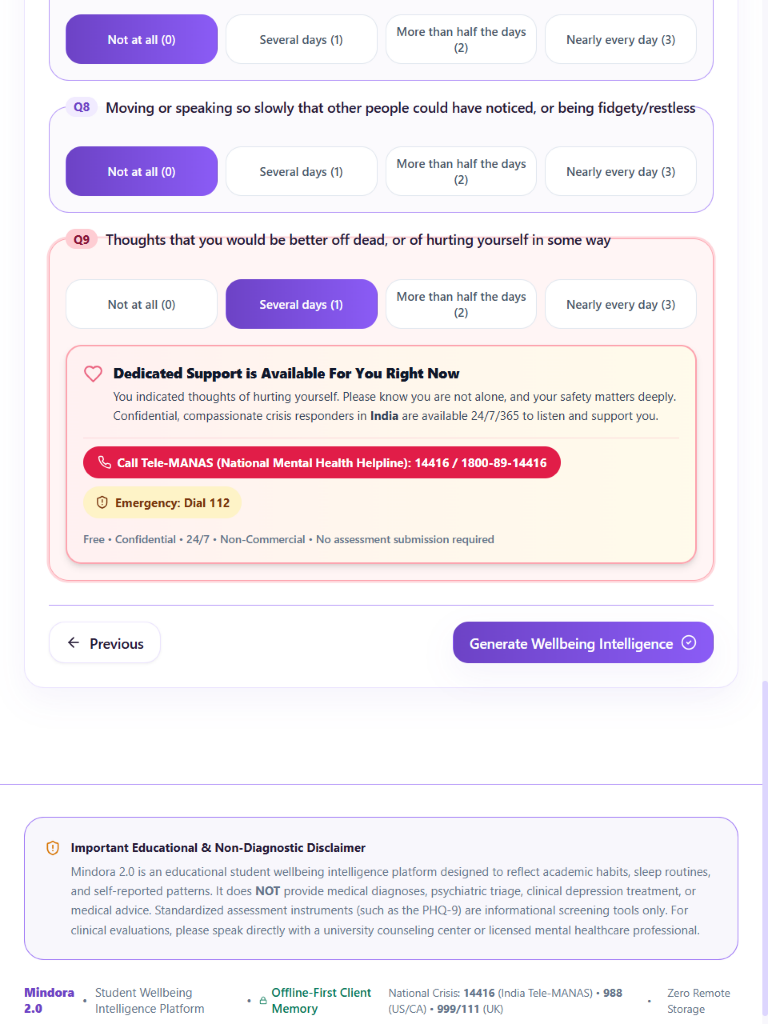 Not at all (0)
Several days (1)
More than half the days
(2)
Nearly every day (3)
Q8 Moving or speaking so slowly that other people could have noticed, or being fidgety/restless
Not at all (0)
Several days (1)
More than half the days
(2)
Nearly every day (3)
Q9 Thoughts that you would be better off dead, or of hurting yourself in some way
Not at all (0)
Several days (1)
More than half the days
(2)
Nearly every day (3)
Dedicated Support is Available For You Right Now
You indicated thoughts of hurting yourself. Please know you are not alone, and your safety matters deeply.
Confidential, compassionate crisis responders in India are available 24/7/365 to listen and support you.
Call Tele-MANAS (National Mental Health Helpline): 14416 / 1800-89-14416
Emergency: Dial 112
Free • Confidential • 24/7 • Non-Commercial • No assessment submission required
← Previous
Generate Wellbeing Intelligence
Important Educational & Non-Diagnostic Disclaimer
Mindora 2.0 is an educational student wellbeing intelligence platform designed to reflect academic habits, sleep routines,
and self-reported patterns. It does NOT provide medical diagnoses, psychiatric triage, clinical depression treatment, or
medical advice. Standardized assessment instruments (such as the PHQ-9) are informational screening tools only. For
clinical evaluations, please speak directly with a university counseling center or licensed mental healthcare professional.
Mindora
2.0
•
Student Wellbeing
Intelligence Platform
•
Offline-First Client
Memory
National Crisis: 14416 (India Tele-MANAS) • 988
(US/CA) • 999/111 (UK)
•
Zero Remote
Storage